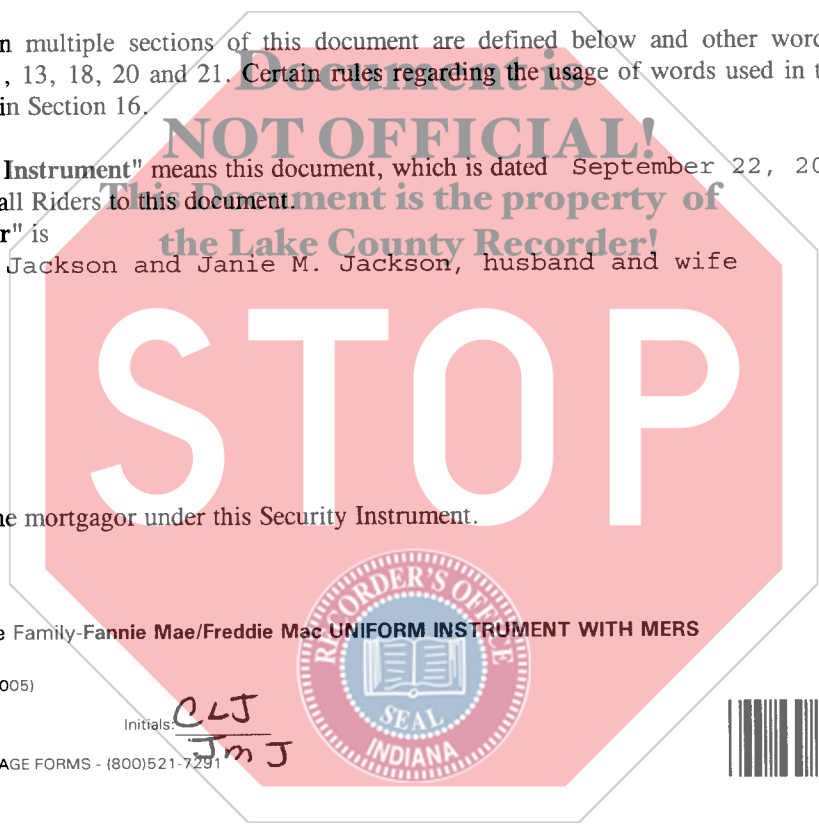 n multiple sections of this document are defined below and other word
, 13, 18, 20 and 21. Certain rules regarding the usage of words used in t
in Section 16.
Document is
NOT OFFICIAL!
This Document is the property of
the Lake County Recorder!
Instrument" means this document, which is dated September 22, 20
all Riders to this document.
r" is
Jackson and Janie M. Jackson, husband and wife
STOP
ne mortgagor under this Security Instrument.
e Family-Fannie Mae/Freddie Mac UNIFORM INSTRUMENT WITH MERS
005)
Initials: CLJ
JMJ
AGE FORMS - (800)521-7291
RECORDER'S OFFICE
SEAL
INDIANA